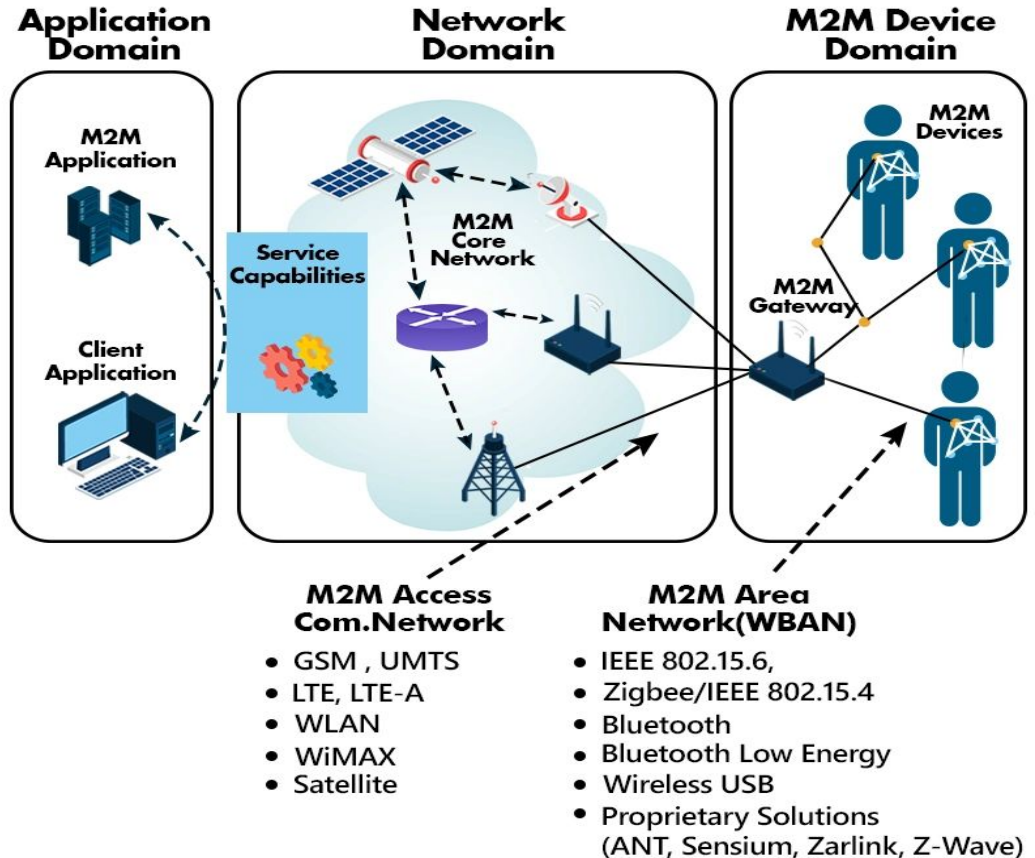 Application
Domain
Network
Domain
M2M Device
Domain
M2M
Application
Client
Application
Service
Capabilities
M2M
Core
Network
M2M
Gateway
M2M
Devices
M2M Access
Com.Network
• GSM , UMTS
• LTE, LTE-A
• WLAN
• WiMAX
• Satellite
M2M Area
Network(WBAN)
• IEEE 802.15.6,
• Zigbee/IEEE 802.15.4
• Bluetooth
• Bluetooth Low Energy
• Wireless USB
• Proprietary Solutions
(ANT, Sensium, Zarlink, Z-Wave)